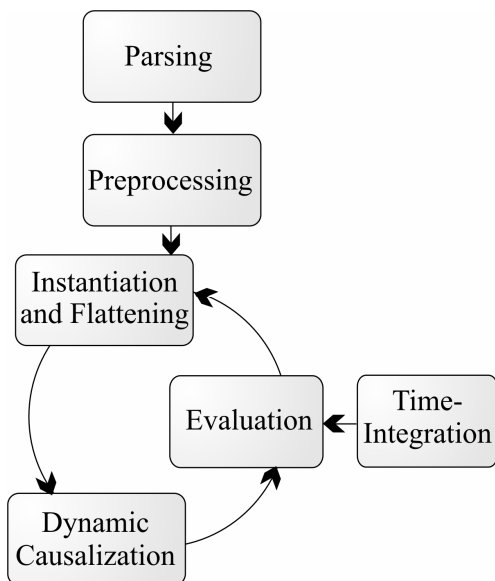 Parsing
Preprocessing
Instantiation
and Flattening
Evaluation
Time-
Integration
Dynamic
Causalization